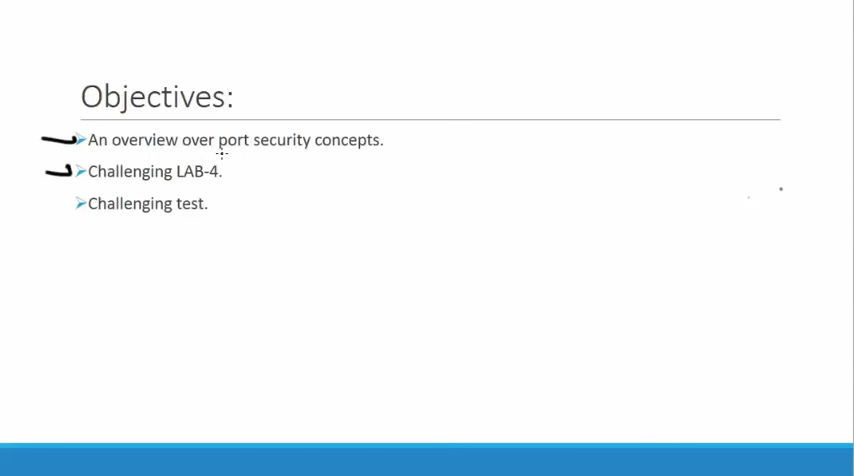 Objectives:
An overview over port security concepts.
Challenging LAB-4.
Challenging test.